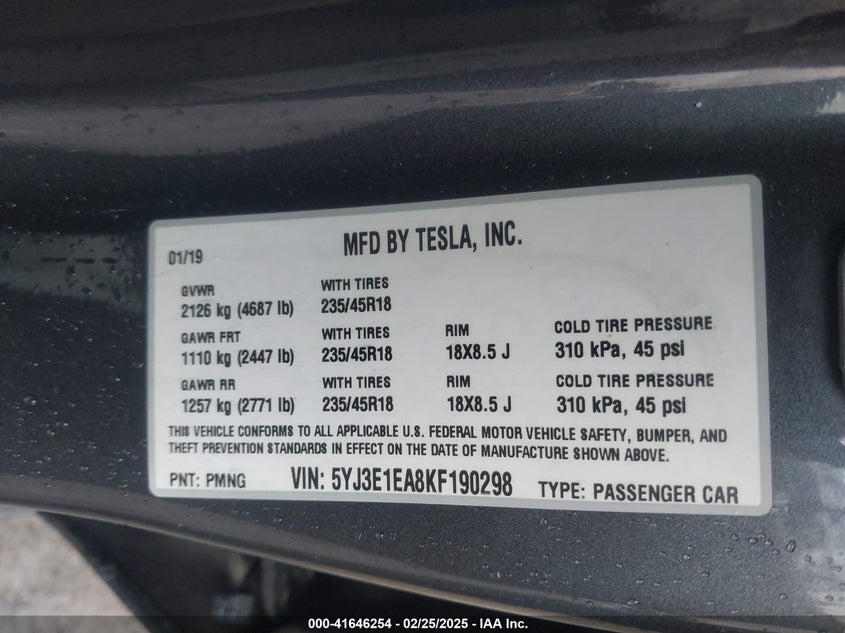 MFD BY TESLA, INC.
01/19
GVWR WITH TIRES
2126 kg (4687 lb) 235/45R18
GAWR FRT WITH TIRES RIM COLD TIRE PRESSURE
1110 kg (2447 lb) 235/45R18 18X8.5 J 310 kPa, 45 psi
GAWR RR WITH TIRES RIM COLD TIRE PRESSURE
1257 kg (2771 lb) 235/45R18 18X8.5 J 310 kPa, 45 psi
THIS VEHICLE CONFORMS TO ALL APPLICABLE U.S. FEDERAL MOTOR VEHICLE SAFETY, BUMPER, AND
THEFT PREVENTION STANDARDS IN EFFECT ON THE DATE OF MANUFACTURE SHOWN ABOVE.
PNT: PMNG VIN: 5YJ3E1EA8KF190298 TYPE: PASSENGER CAR
000-41646254 / 02/25/2025 - IAA Inc.